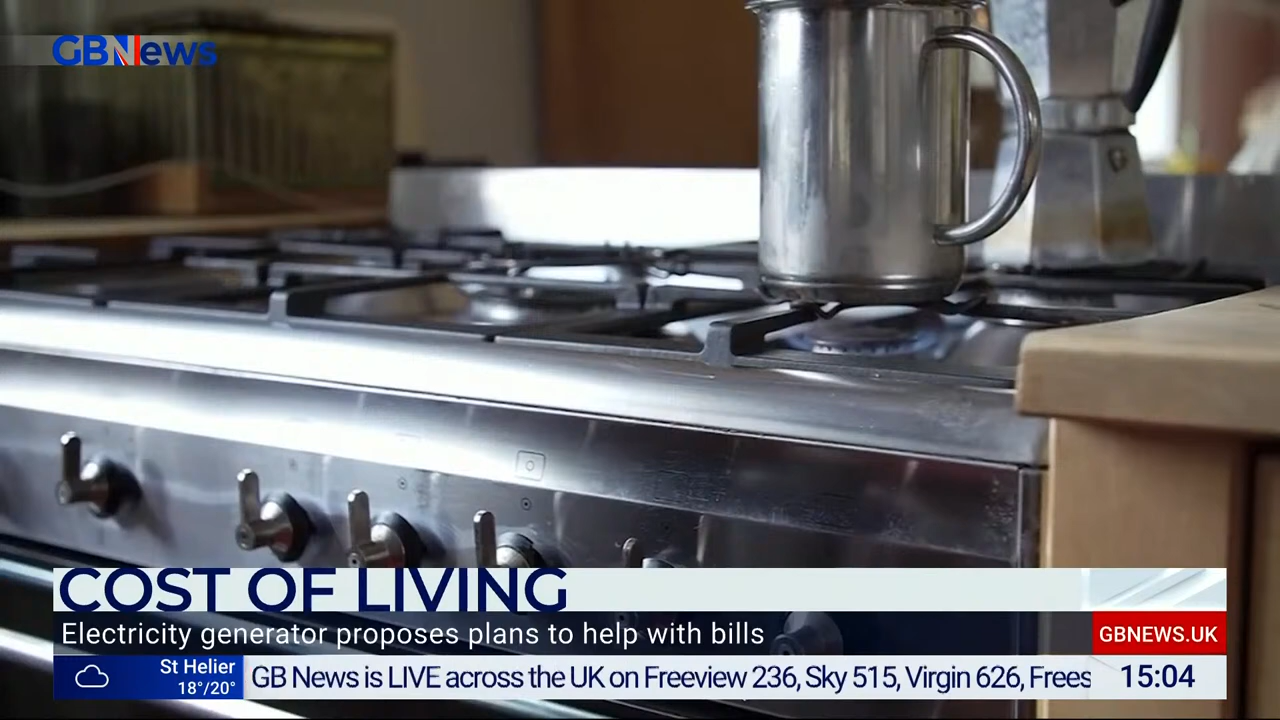 GBNews
COST OF LIVING
Electricity generator proposes plans to help with bills
GBNEWS.UK
St Helier
18°/20°
GB News is LIVE across the UK on Freeview 236, Sky 515, Virgin 626, Frees
15:04